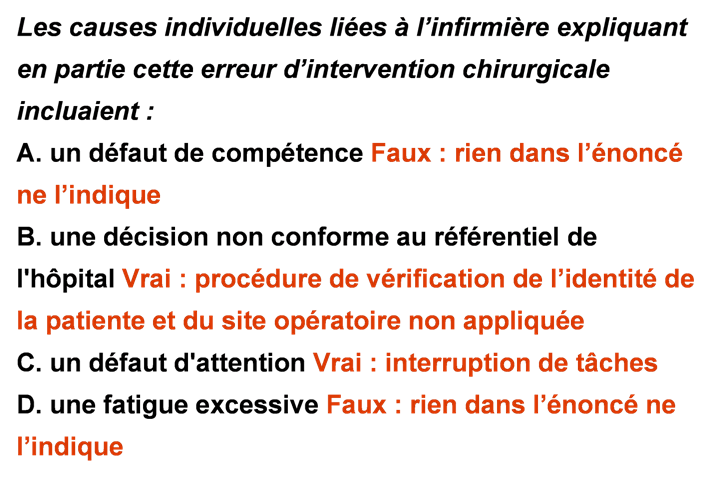 Les causes individuelles liées à l’infirmière expliquant
en partie cette erreur d’intervention chirurgicale
incluaient :
A. un défaut de compétence Faux : rien dans l’énoncé
ne l’indique
B. une décision non conforme au référentiel de
l'hôpital Vrai : procédure de vérification de l’identité de
la patiente et du site opératoire non appliquée
C. un défaut d'attention Vrai : interruption de tâches
D. une fatigue excessive Faux : rien dans l’énoncé ne
l’indique